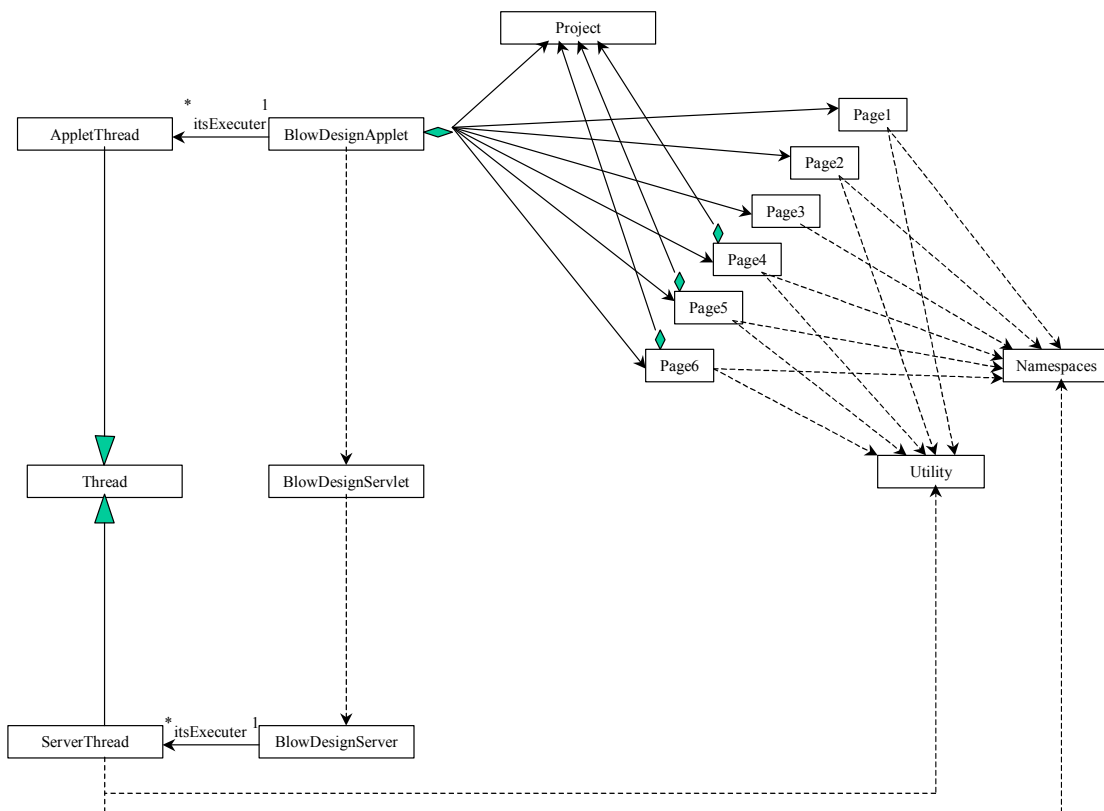 Project
* 1
itsExecuter
AppletThread
BlowDesignApplet
Page1
Page2
Page3
Page4
Page5
Page6
Namespaces
Thread
BlowDesignServlet
Utility
* 1
itsExecuter
ServerThread
BlowDesignServer